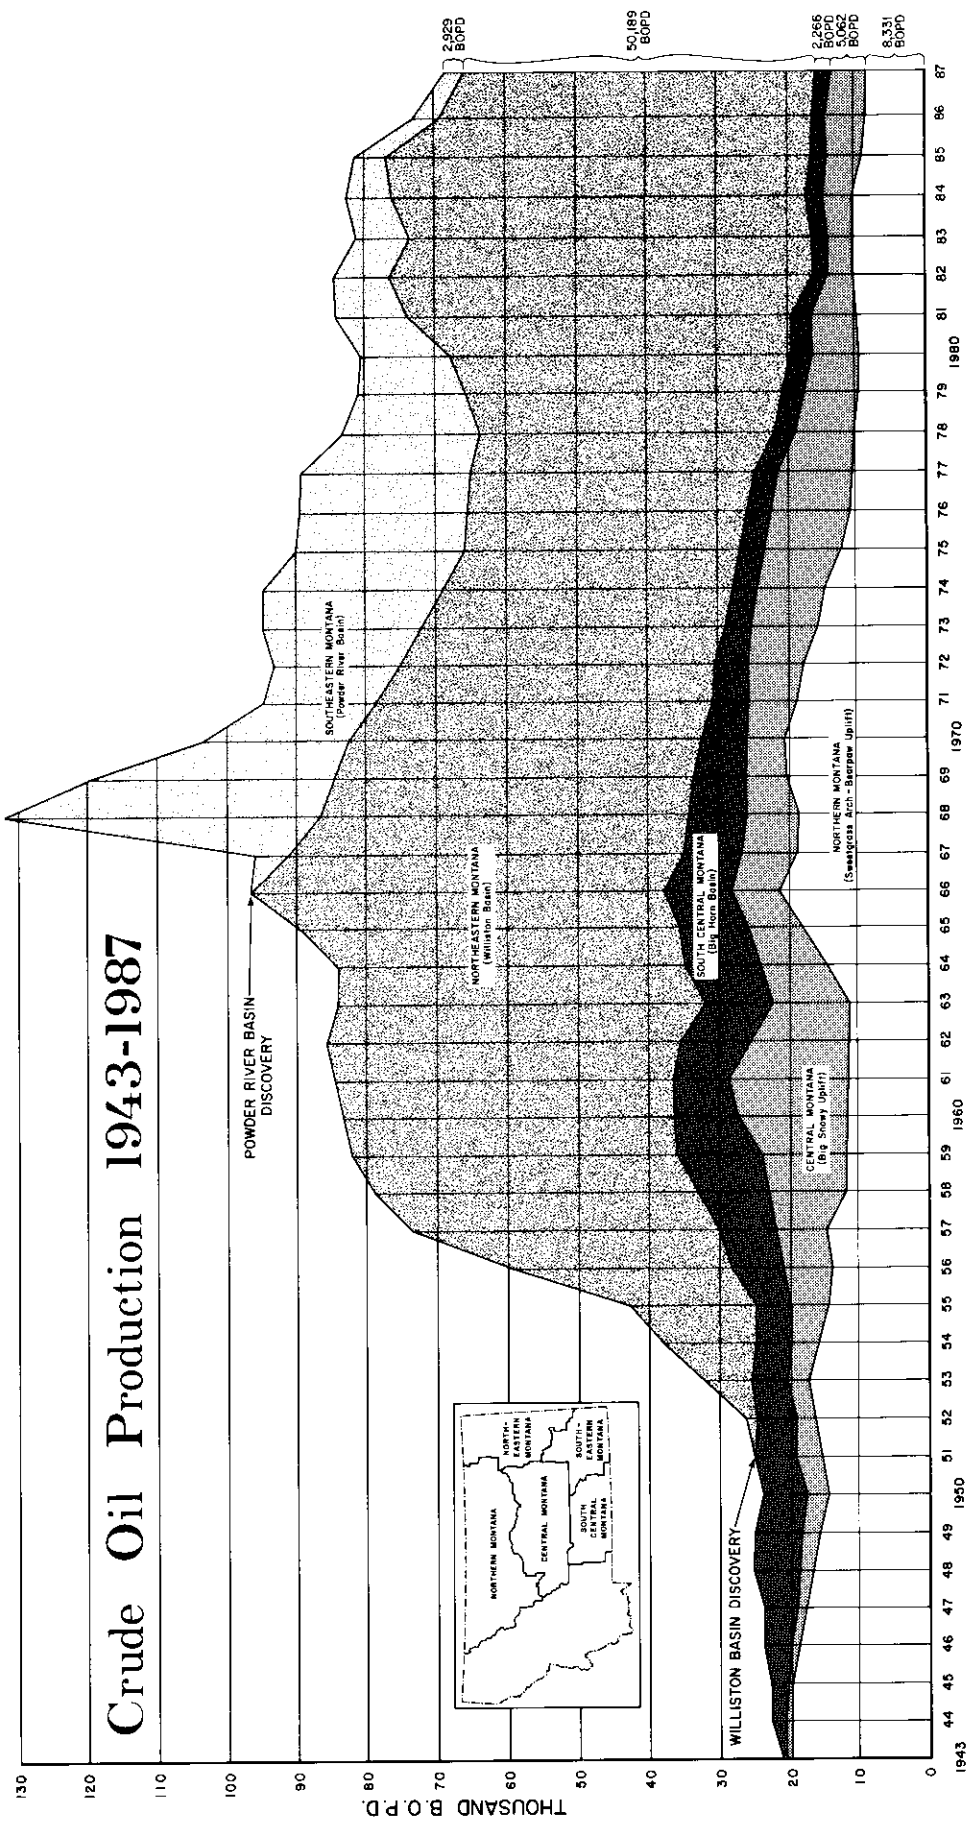 Crude Oil Production 1943-1987
THOUSAND B.O.P.D.
130
120
110
100
90
80
70
60
50
40
30
20
10
0
POWDER RIVER BASIN
DISCOVERY
WILLISTON BASIN DISCOVERY
SOUTHEASTERN MONTANA
(Powder River Basin)
NORTHEASTERN MONTANA
(Williston Basin)
SOUTH CENTRAL MONTANA
(Big Horn Basin)
CENTRAL MONTANA
(Big Snowy Uplift)
NORTHERN MONTANA
(Sweetgrass Arch-Bearpaw Uplift)
NORTHERN MONTANA
NORTH-
EASTERN
MONTANA
CENTRAL MONTANA
SOUTH-
EASTERN
MONTANA
SOUTH
CENTRAL
MONTANA
2,929
BOPD
50,189
BOPD
2,266
BOPD
5,062
BOPD
8,331
BOPD
1943 44 45 46 47 48 49 1950 51 52 53 54 55 56 57 58 59 1960 61 62 63 64 65 66 67 68 69 1970 71 72 73 74 75 76 77 78 79 1980 81 82 83 84 85 86 87